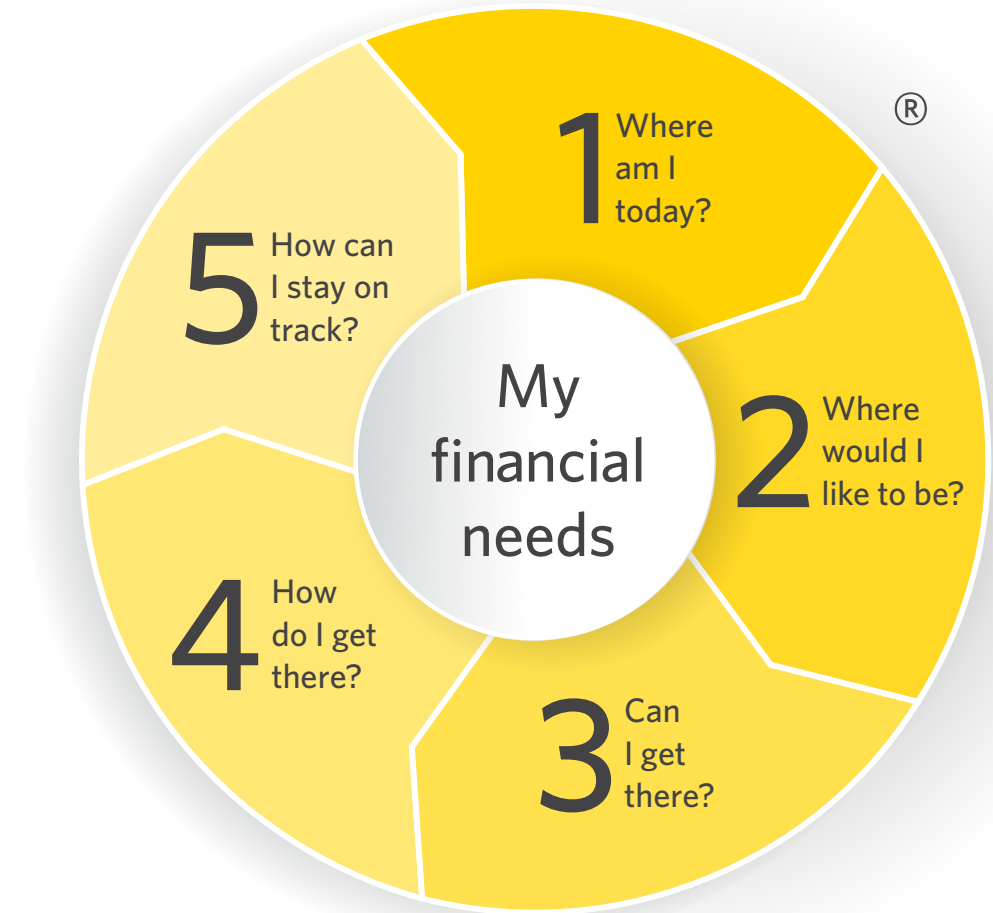 My
financial
needs
1
Where
am I
today?
®
2
Where
would I
like to be?
3
Can
I get
there?
4
How
do I get
there?
5
How can
I stay on
track?